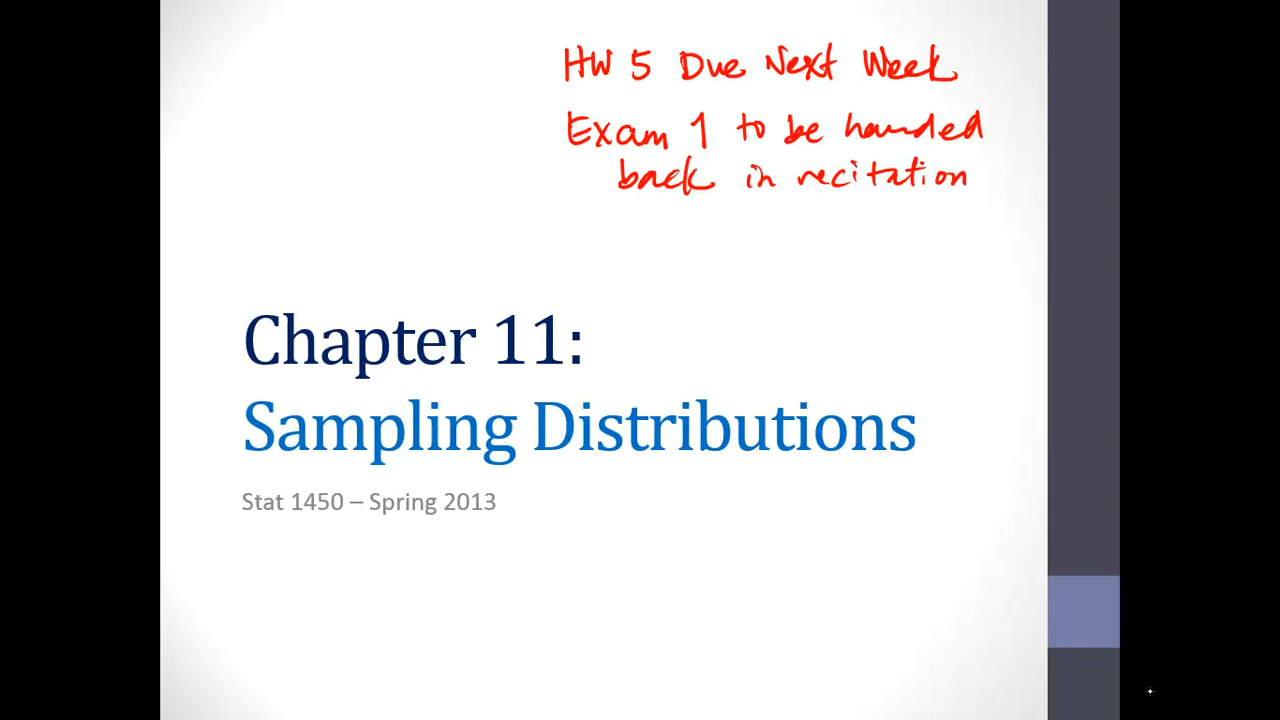 HW 5 Due Next Week
Exam 1 to be handed
back in recitation
Chapter 11:
Sampling Distributions
Stat 1450 – Spring 2013